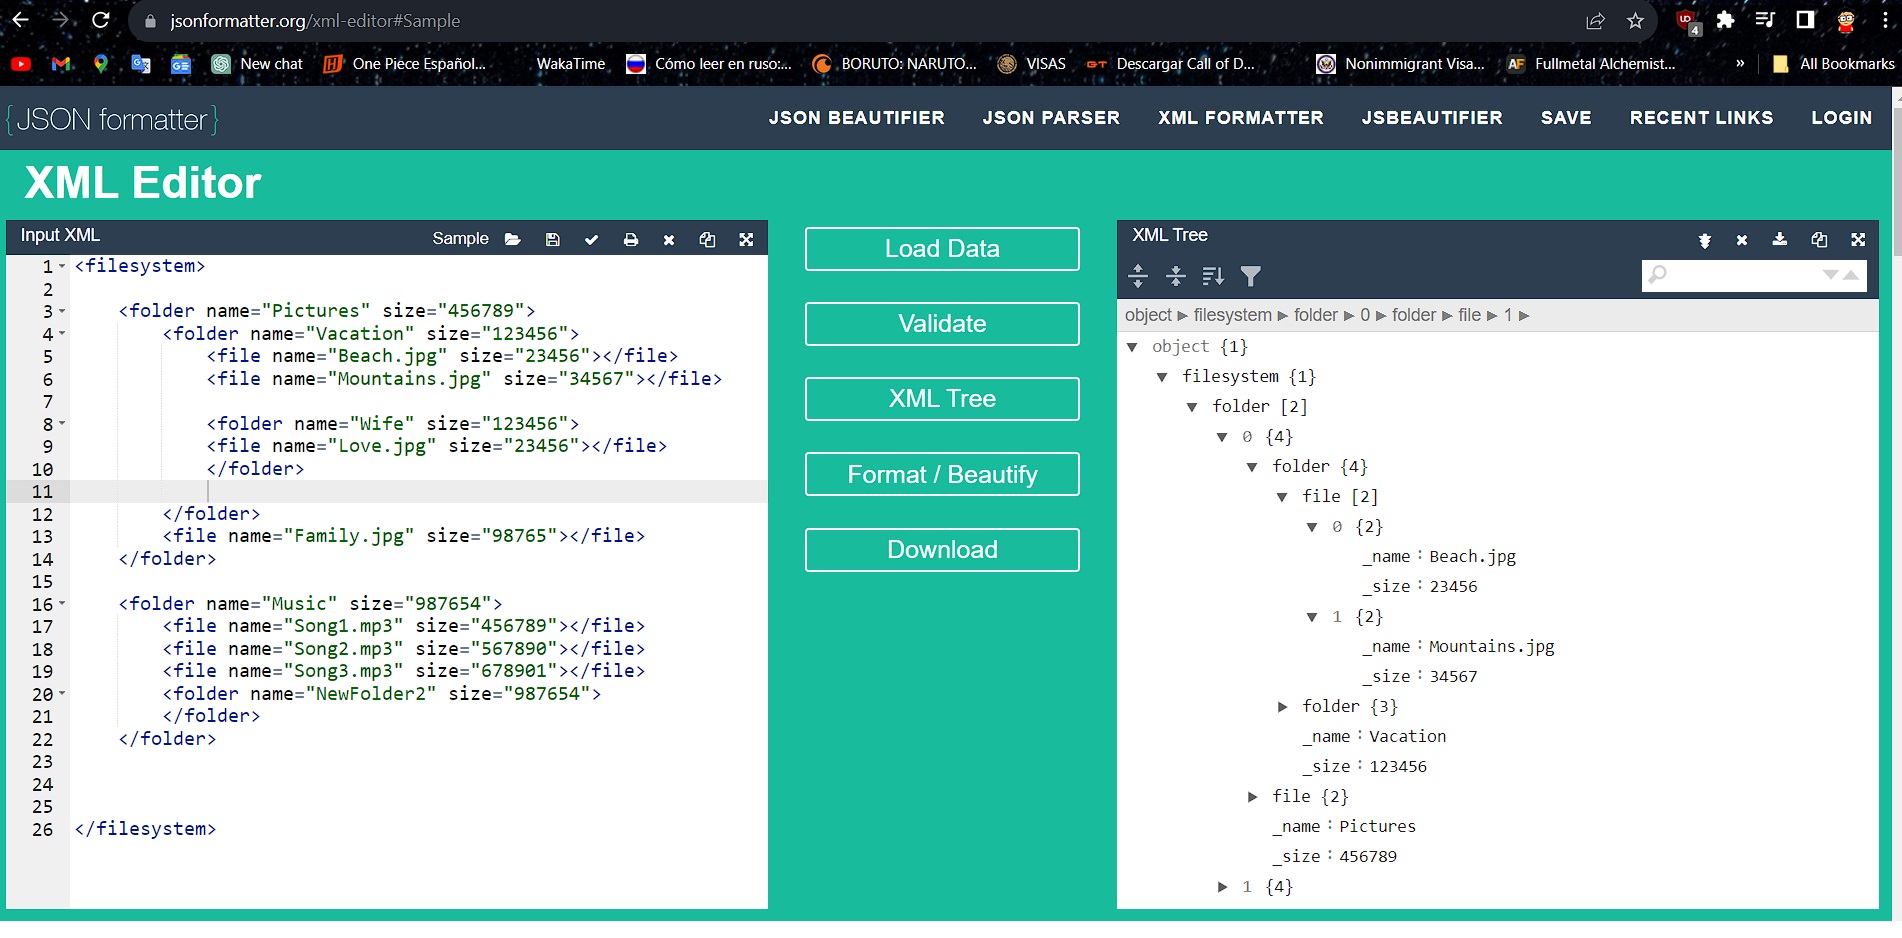 jsonformatter.org/xml-editor#Sample
4
New chat
One Piece Español...
WakaTime
Cómo leer en ruso:...
BORUTO: NARUTO...
VISAS
GT
Descargar Call of D...
Nonimmigrant Visa...
AF
Fullmetal Alchemist...
»
All Bookmarks
{JSON formatter}
JSON BEAUTIFIER
JSON PARSER
XML FORMATTER
JSBEAUTIFIER
SAVE
RECENT LINKS
LOGIN
XML Editor
Input XML
Sample
1 <filesystem>
2
3     <folder name="Pictures" size="456789">
4         <folder name="Vacation" size="123456">
5             <file name="Beach.jpg" size="23456"></file>
6             <file name="Mountains.jpg" size="34567"></file>
7
8             <folder name="Wife" size="123456">
9             <file name="Love.jpg" size="23456"></file>
10             </folder>
11
12         </folder>
13         <file name="Family.jpg" size="98765"></file>
14     </folder>
15
16     <folder name="Music" size="987654">
17         <file name="Song1.mp3" size="456789"></file>
18         <file name="Song2.mp3" size="567890"></file>
19         <file name="Song3.mp3" size="678901"></file>
20         <folder name="NewFolder2" size="987654">
21         </folder>
22     </folder>
23
24
25
26 </filesystem>
Load Data
Validate
XML Tree
Format / Beautify
Download
XML Tree
object ▶ filesystem ▶ folder ▶ 0 ▶ folder ▶ file ▶ 1 ▶
object {1}
filesystem {1}
folder [2]
0 {4}
folder {4}
file [2]
0 {2}
_name : Beach.jpg
_size : 23456
1 {2}
_name : Mountains.jpg
_size : 34567
folder {3}
_name : Vacation
_size : 123456
file {2}
_name : Pictures
_size : 456789
1 {4}